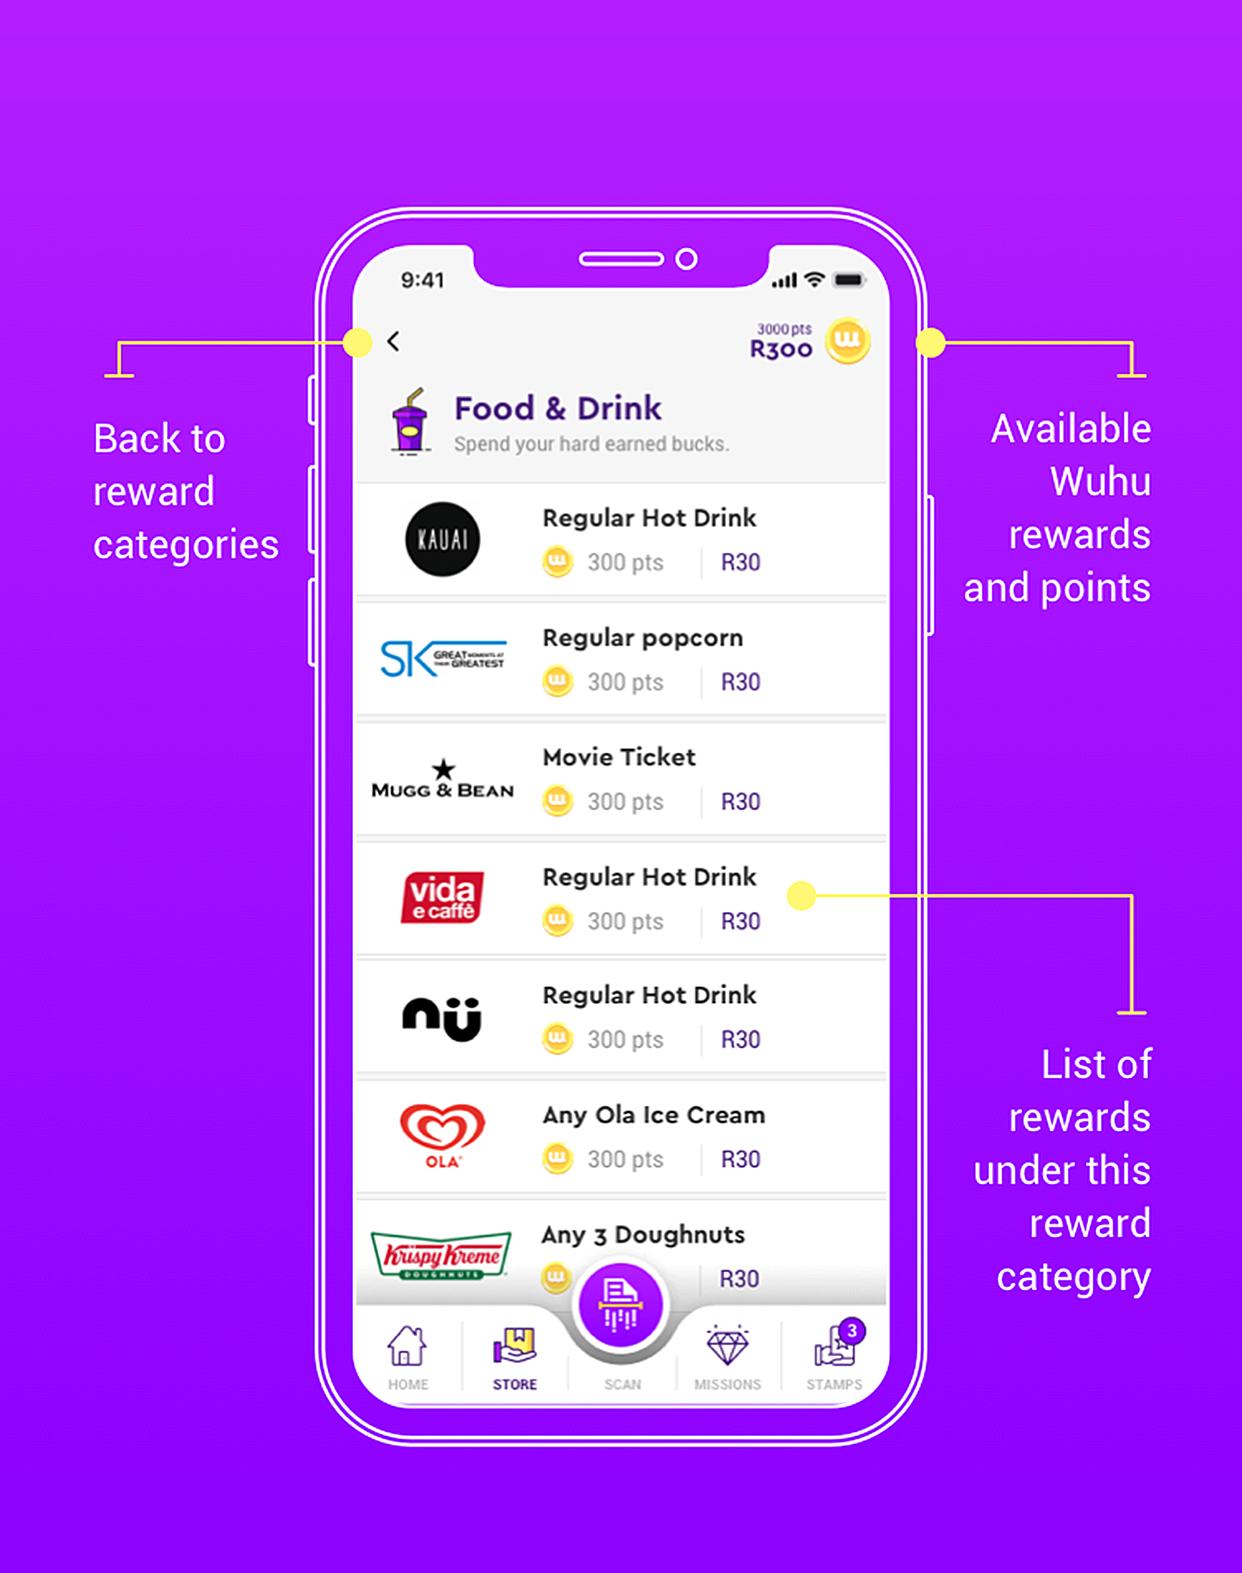 9:41
3000 pts
R300
Food & Drink
Spend your hard earned bucks.
Back to
reward
categories
Available
Wuhu
rewards
and points
KAUAI
Regular Hot Drink
300 pts
R30
SK
GREAT MOMENTS AT
THEIR GREATEST
Regular popcorn
300 pts
R30
MUGG & BEAN
Movie Ticket
300 pts
R30
vida
e caffè
Regular Hot Drink
300 pts
R30
nü
Regular Hot Drink
300 pts
R30
List of
rewards
under this
reward
category
OLA
Any Ola Ice Cream
300 pts
R30
Krispy Kreme
DOUGHNUTS
Any 3 Doughnuts
R30
3
HOME
STORE
SCAN
MISSIONS
STAMPS